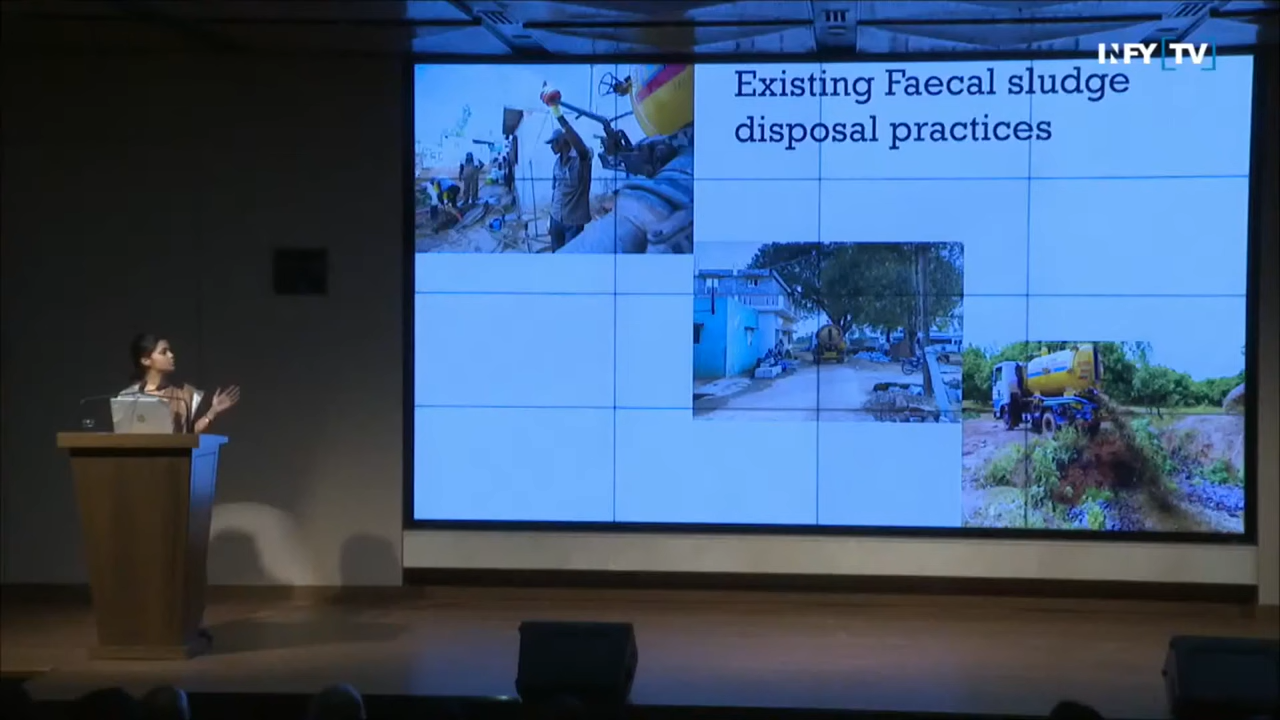 INFY [TV]
Existing Faecal sludge
disposal practices